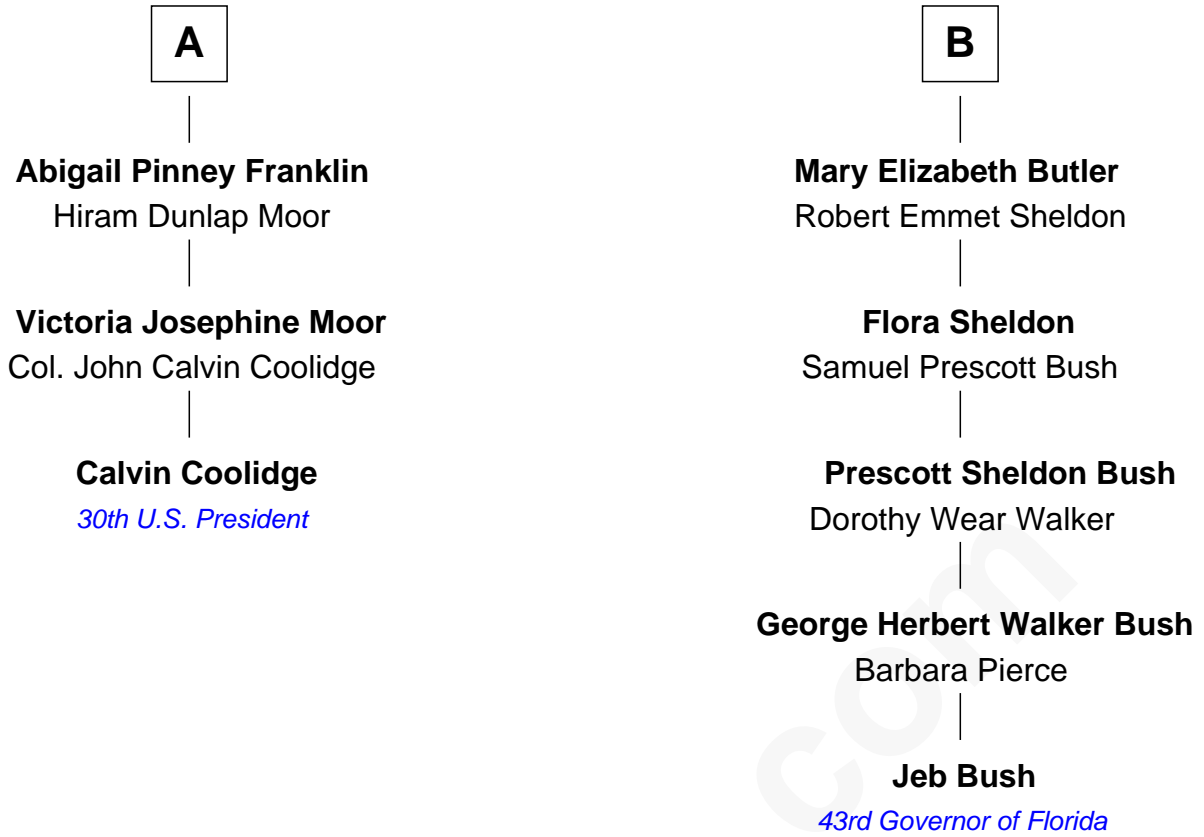 A
Abigail Pinney Franklin
Hiram Dunlap Moor
Victoria Josephine Moor
Col. John Calvin Coolidge
Calvin Coolidge
30th U.S. President
B
Mary Elizabeth Butler
Robert Emmet Sheldon
Flora Sheldon
Samuel Prescott Bush
Prescott Sheldon Bush
Dorothy Wear Walker
George Herbert Walker Bush
Barbara Pierce
Jeb Bush
43rd Governor of Florida
com